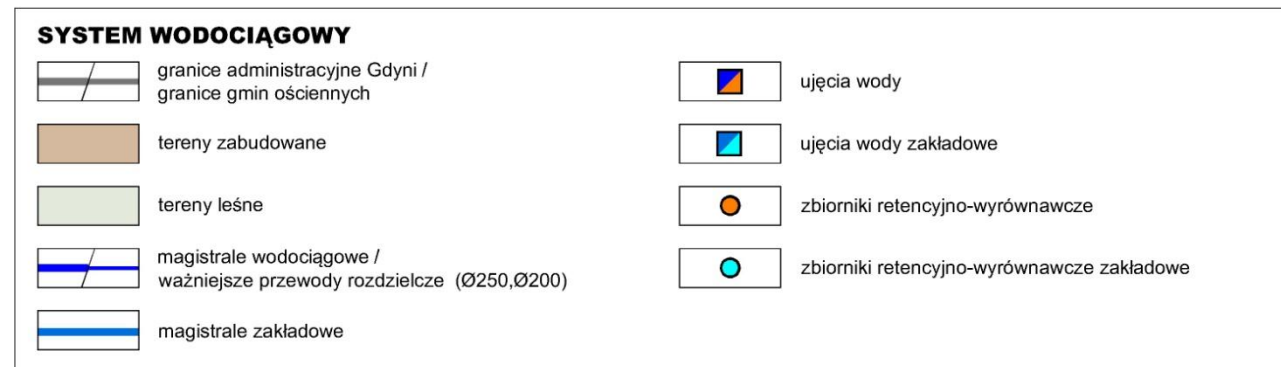 SYSTEM WODOCIĄGOWY
granice administracyjne Gdyni /
granice gmin ościennych
tereny zabudowane
tereny leśne
magistrale wodociągowe /
ważniejsze przewody rozdzielcze (Ø250,Ø200)
magistrale zakładowe
ujęcia wody
ujęcia wody zakładowe
zbiorniki retencyjno-wyrównawcze
zbiorniki retencyjno-wyrównawcze zakładowe